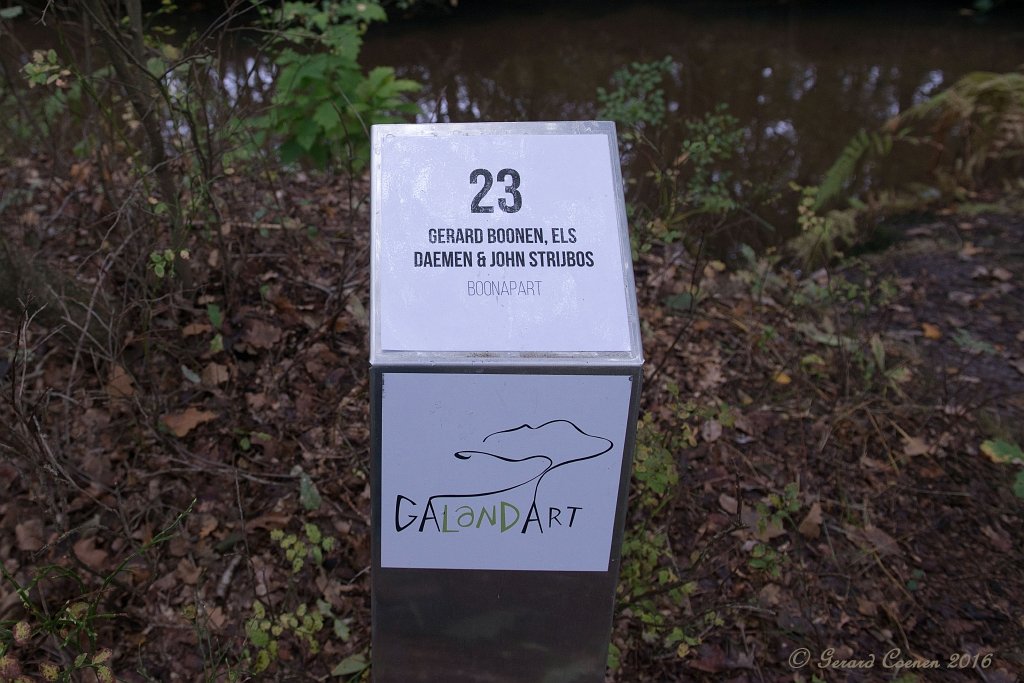 23
GERARD BOONEN, ELS
DAEMEN & JOHN STRIJBOS
BOONAPART
GALANDART
© Gerard Coenen 2016